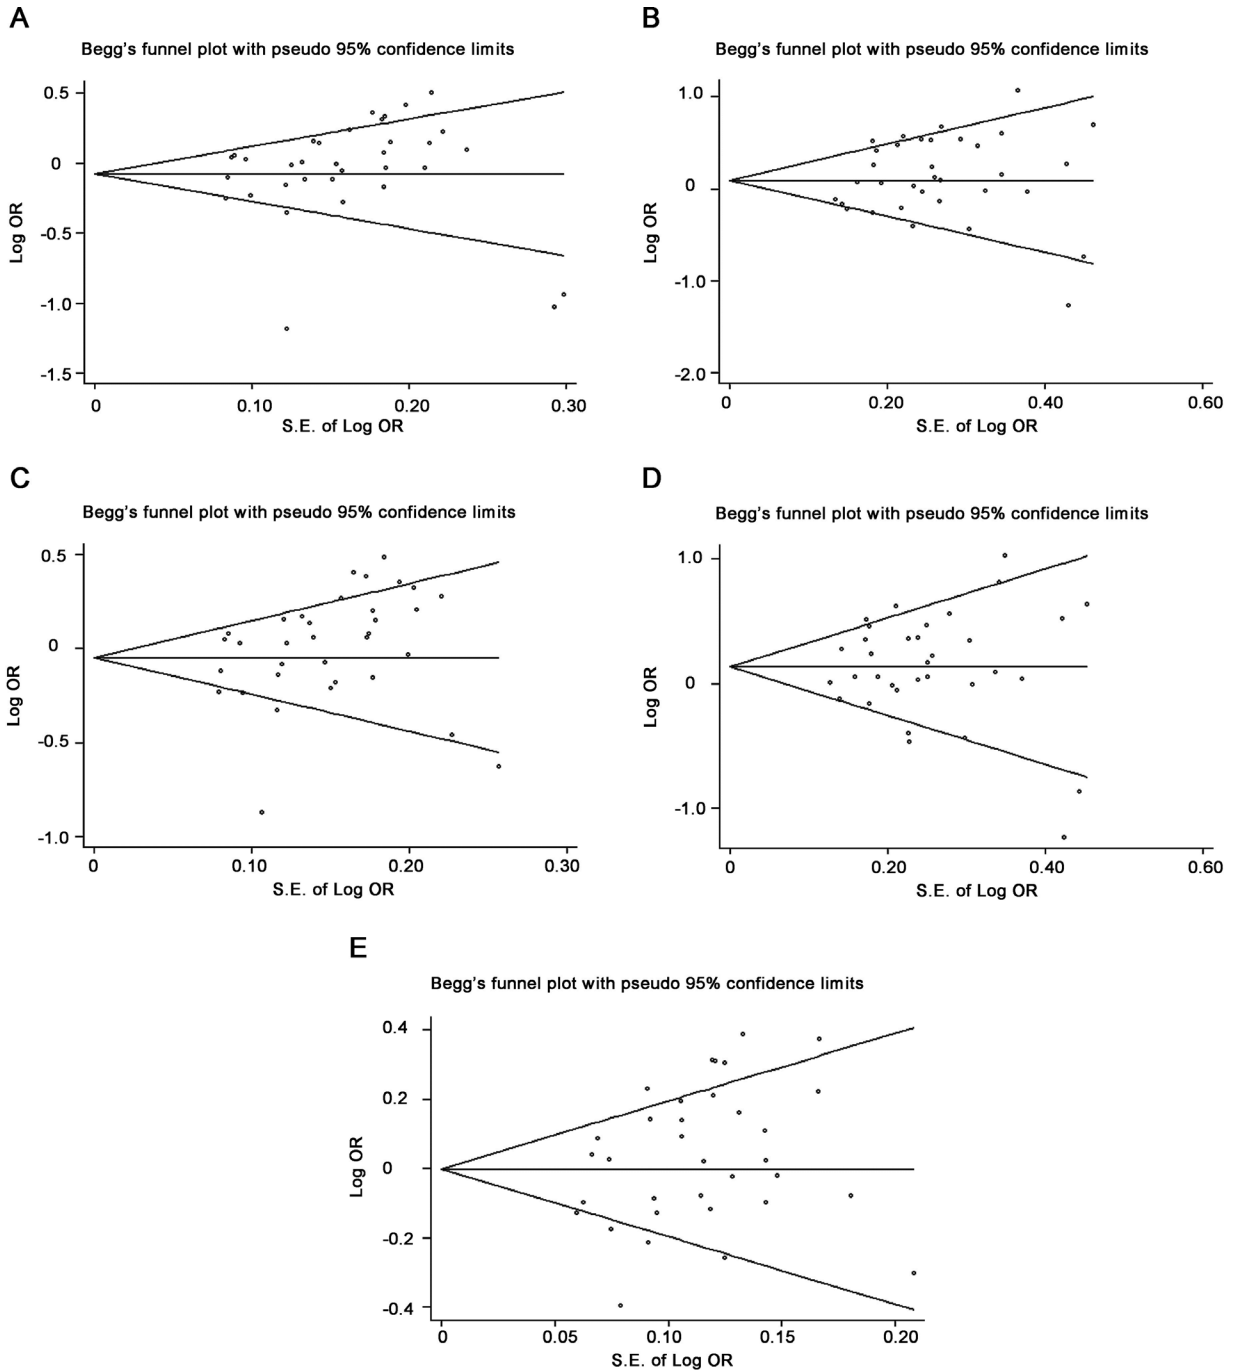 A
Begg's funnel plot with pseudo 95% confidence limits
0.5
0
-0.5
-1.0
-1.5
Log OR
0 0.10 0.20 0.30
S.E. of Log OR
B
Begg's funnel plot with pseudo 95% confidence limits
1.0
0
-1.0
-2.0
Log OR
0 0.20 0.40 0.60
S.E. of Log OR
C
Begg's funnel plot with pseudo 95% confidence limits
0.5
0
-0.5
-1.0
Log OR
0 0.10 0.20 0.30
S.E. of Log OR
D
Begg's funnel plot with pseudo 95% confidence limits
1.0
0
-1.0
Log OR
0 0.20 0.40 0.60
S.E. of Log OR
E
Begg's funnel plot with pseudo 95% confidence limits
0.4
0.2
0
-0.2
-0.4
Log OR
0 0.05 0.10 0.15 0.20
S.E. of Log OR